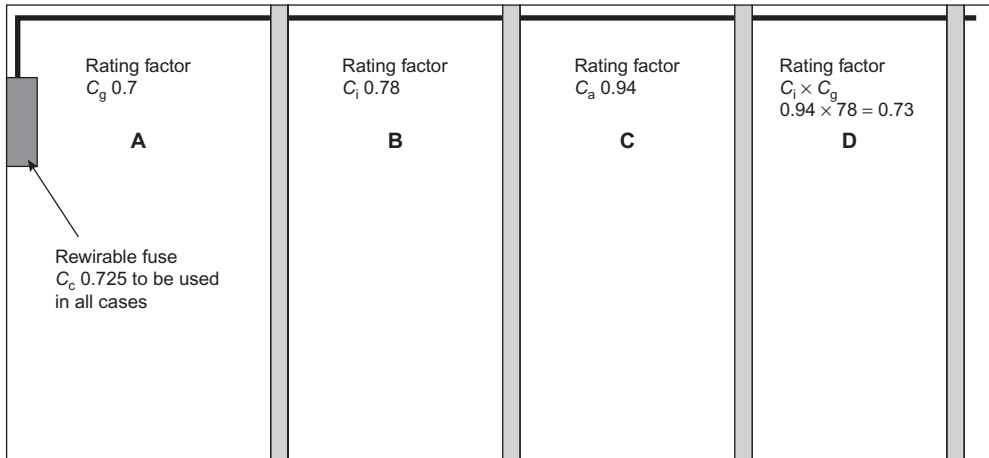 Rating factor
Cg 0.7
A
Rating factor
Ci 0.78
B
Rating factor
Ca 0.94
C
Rating factor
Ci × Cg
0.94 × 78 = 0.73
D
Rewirable fuse
Cc 0.725 to be used
in all cases